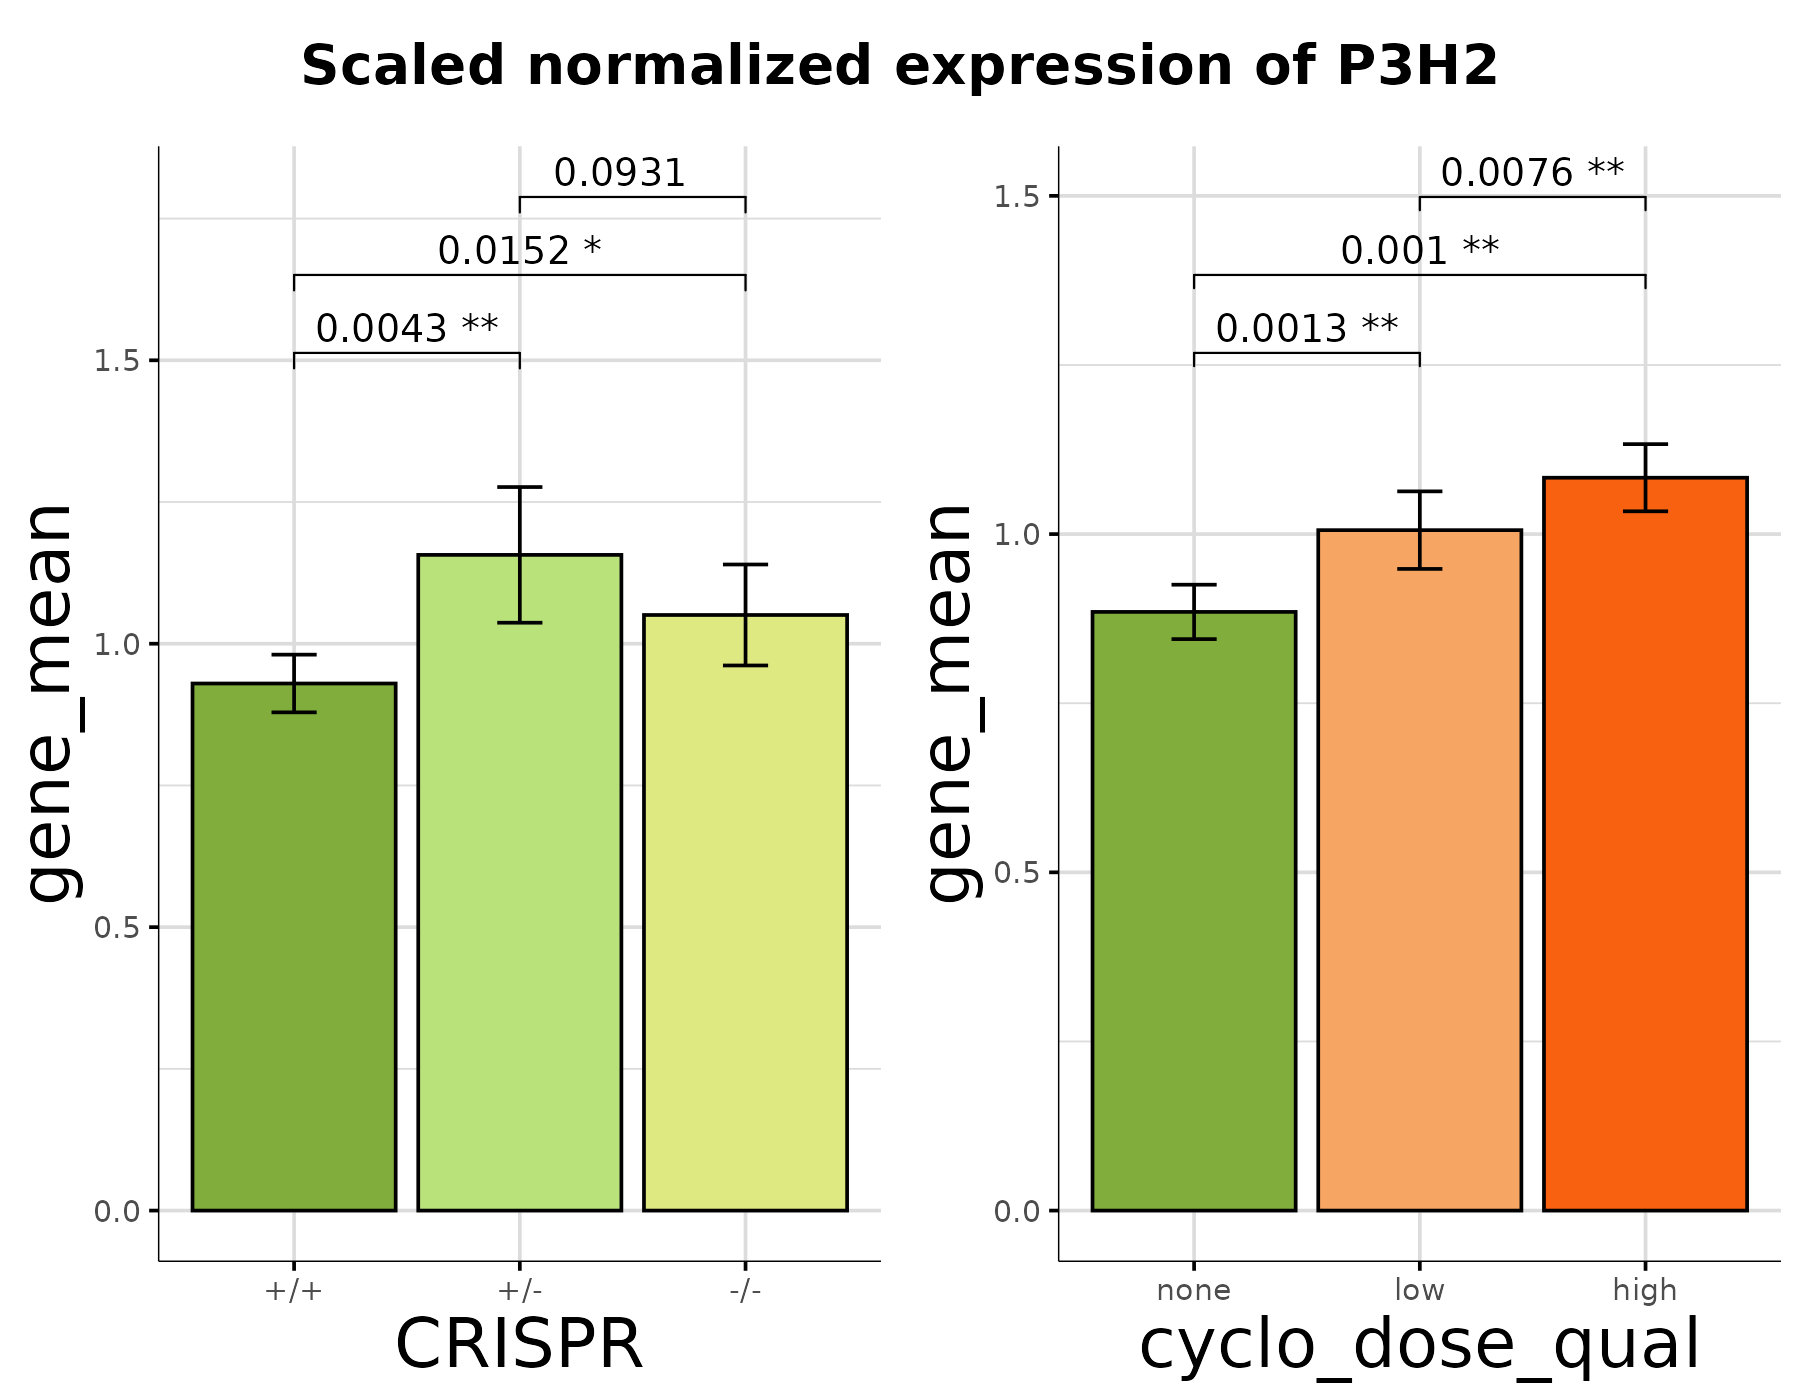 Scaled normalized expression of P3H2
gene_mean
0.0931
0.0152 *
0.0043 **
1.5
1.0
0.5
0.0
+/+
+/-
-/-
CRISPR
gene_mean
0.0076 **
0.001 **
0.0013 **
1.5
1.0
0.5
0.0
none
low
high
cyclo_dose_qual